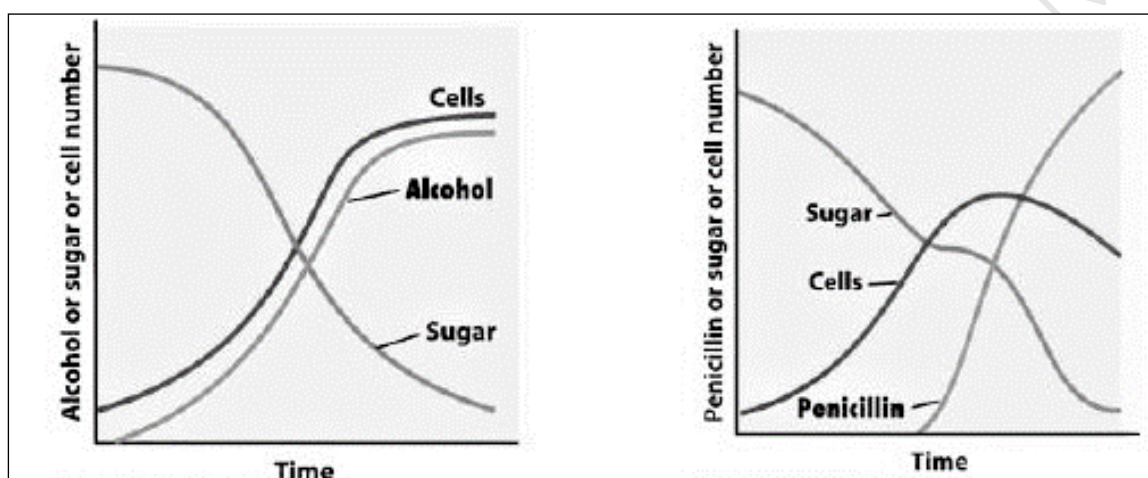 Alcohol or sugar or cell number
Cells
Alcohol
Sugar
Time
Penicillin or sugar or cell number
Sugar
Cells
Penicillin
Time